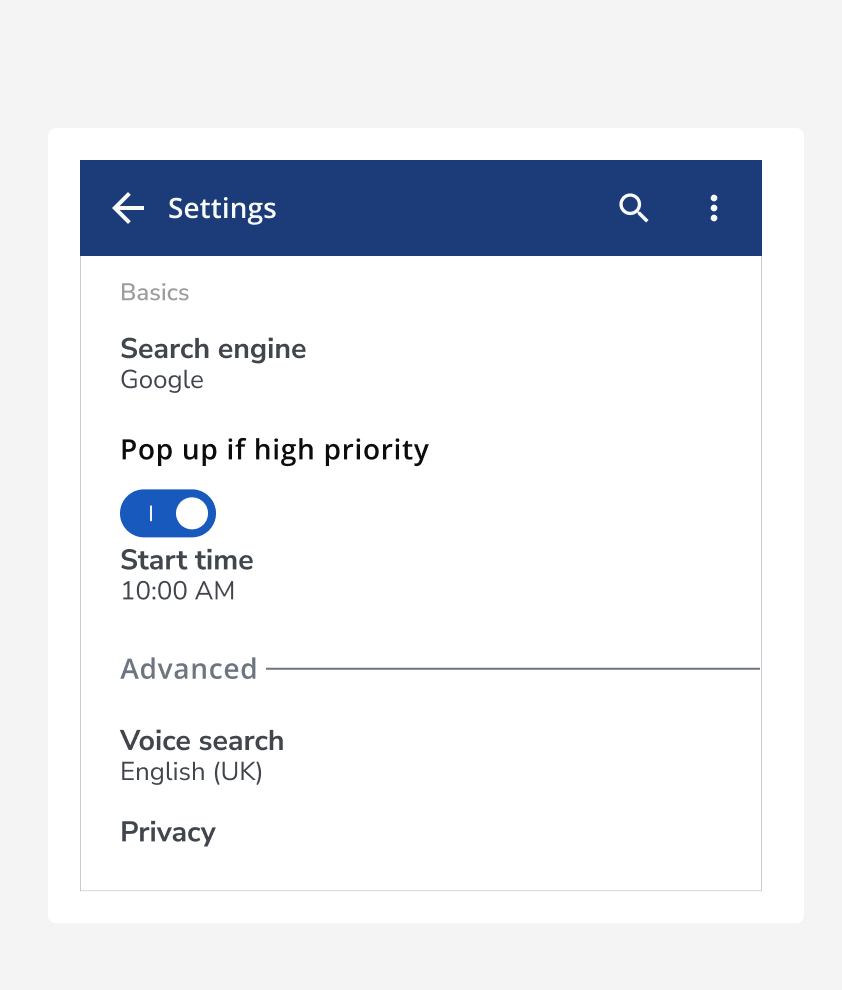 Settings
Basics
Search engine
Google
Pop up if high priority
Start time
10:00 AM
Advanced
Voice search
English (UK)
Privacy